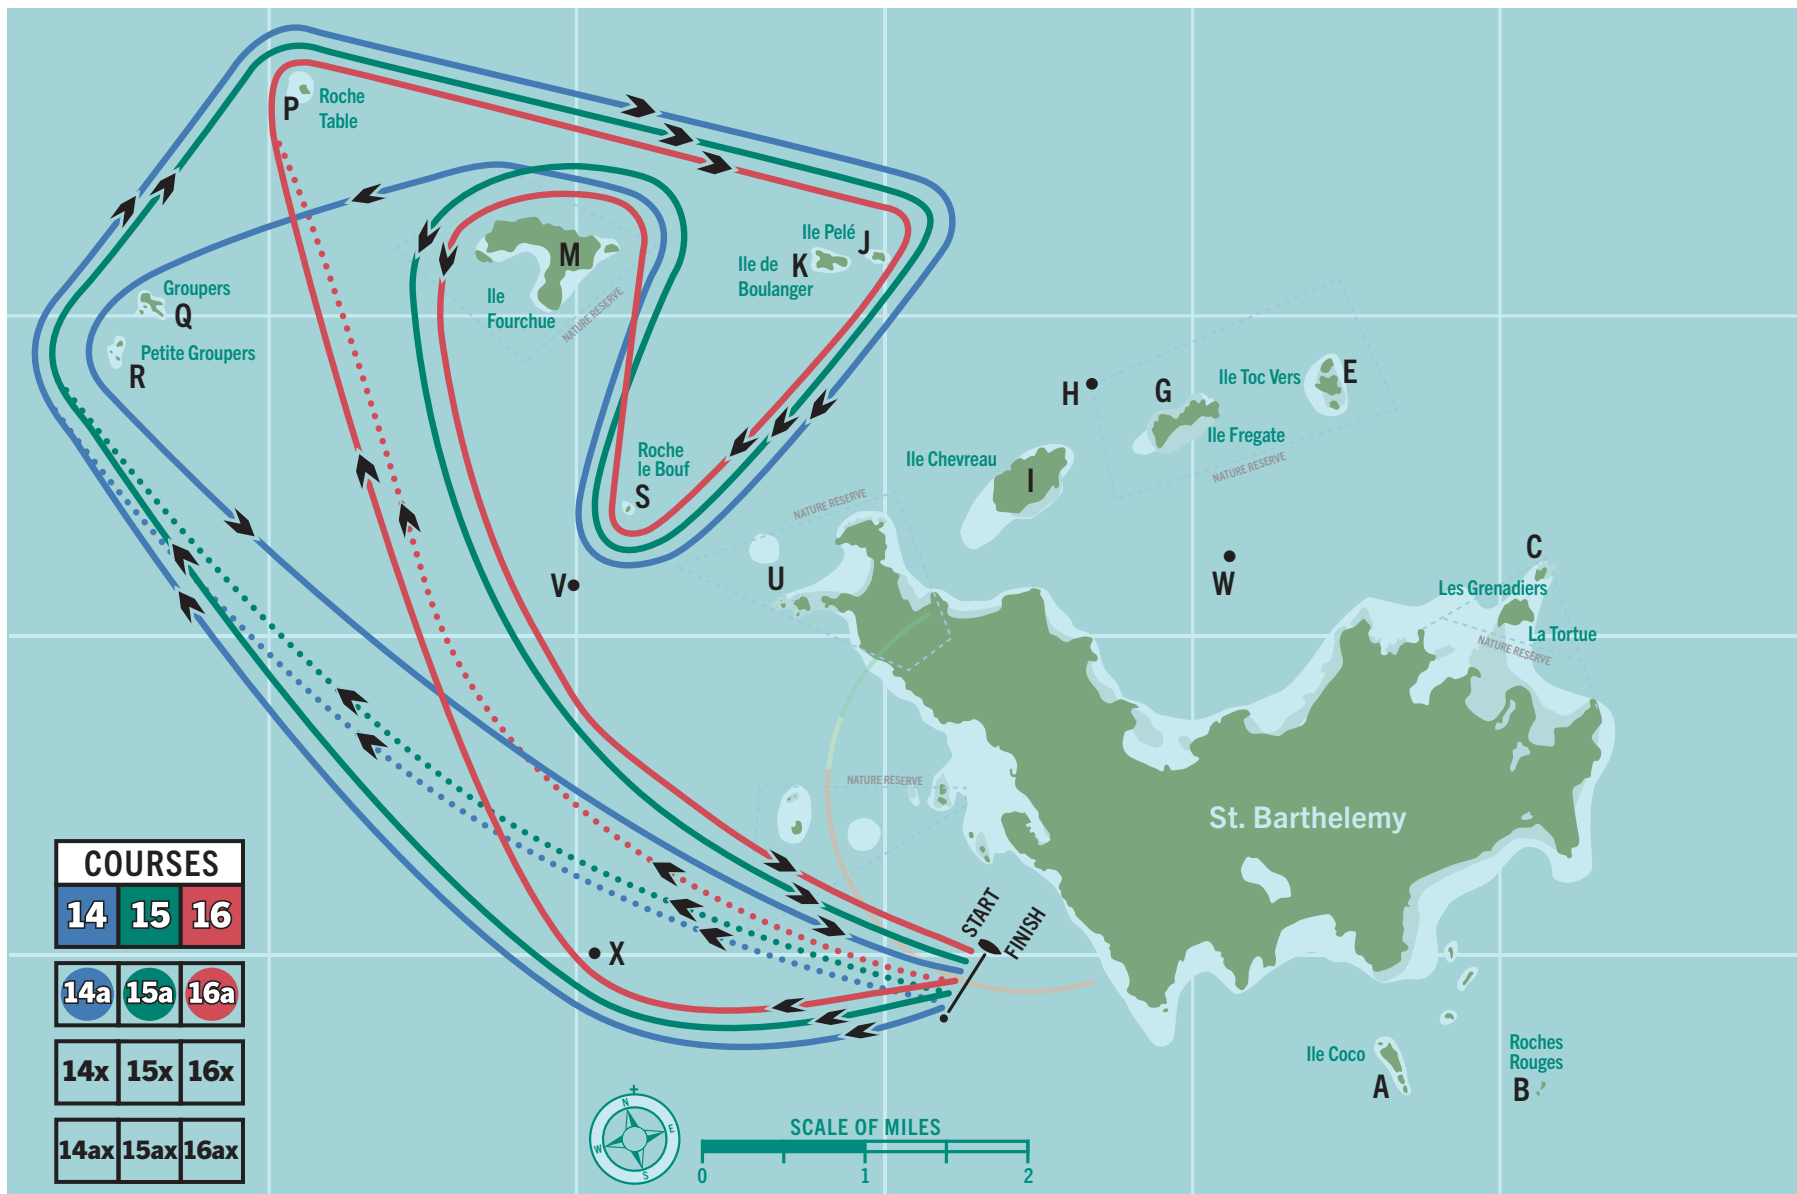 P
Roche
Table
M
Ile
Fourchue
NATURE RESERVE
Ile Pelé
J
K
Ile de
Boulanger
Groupers
Q
Petite Groupers
R
Roche
le Bouf
S
V
U
NATURE RESERVE
H
G
Ile Toc Vers
E
Ile Fregate
NATURE RESERVE
Ile Chevreau
I
W
C
Les Grenadiers
La Tortue
NATURE RESERVE
NATURE RESERVE
St. Barthelemy
START
FINISH
X
COURSES
14 15 16
14a 15a 16a
14x 15x 16x
14ax 15ax 16ax
N
E
S
W
SCALE OF MILES
0 1 2
Ile Coco
A
Roches
Rouges
B